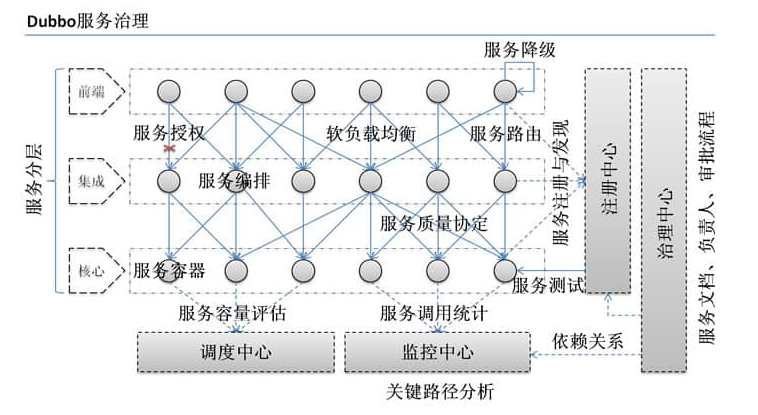 Dubbo服务治理
服务降级
前端
服务授权
软负载均衡
服务路由
服务分层
集成
服务编排
服务质量协定
服务注册与发现
注册中心
治理中心
服务文档、负责人、审批流程
核心
服务容器
服务测试
服务容量评估
服务调用统计
调度中心
监控中心
依赖关系
关键路径分析